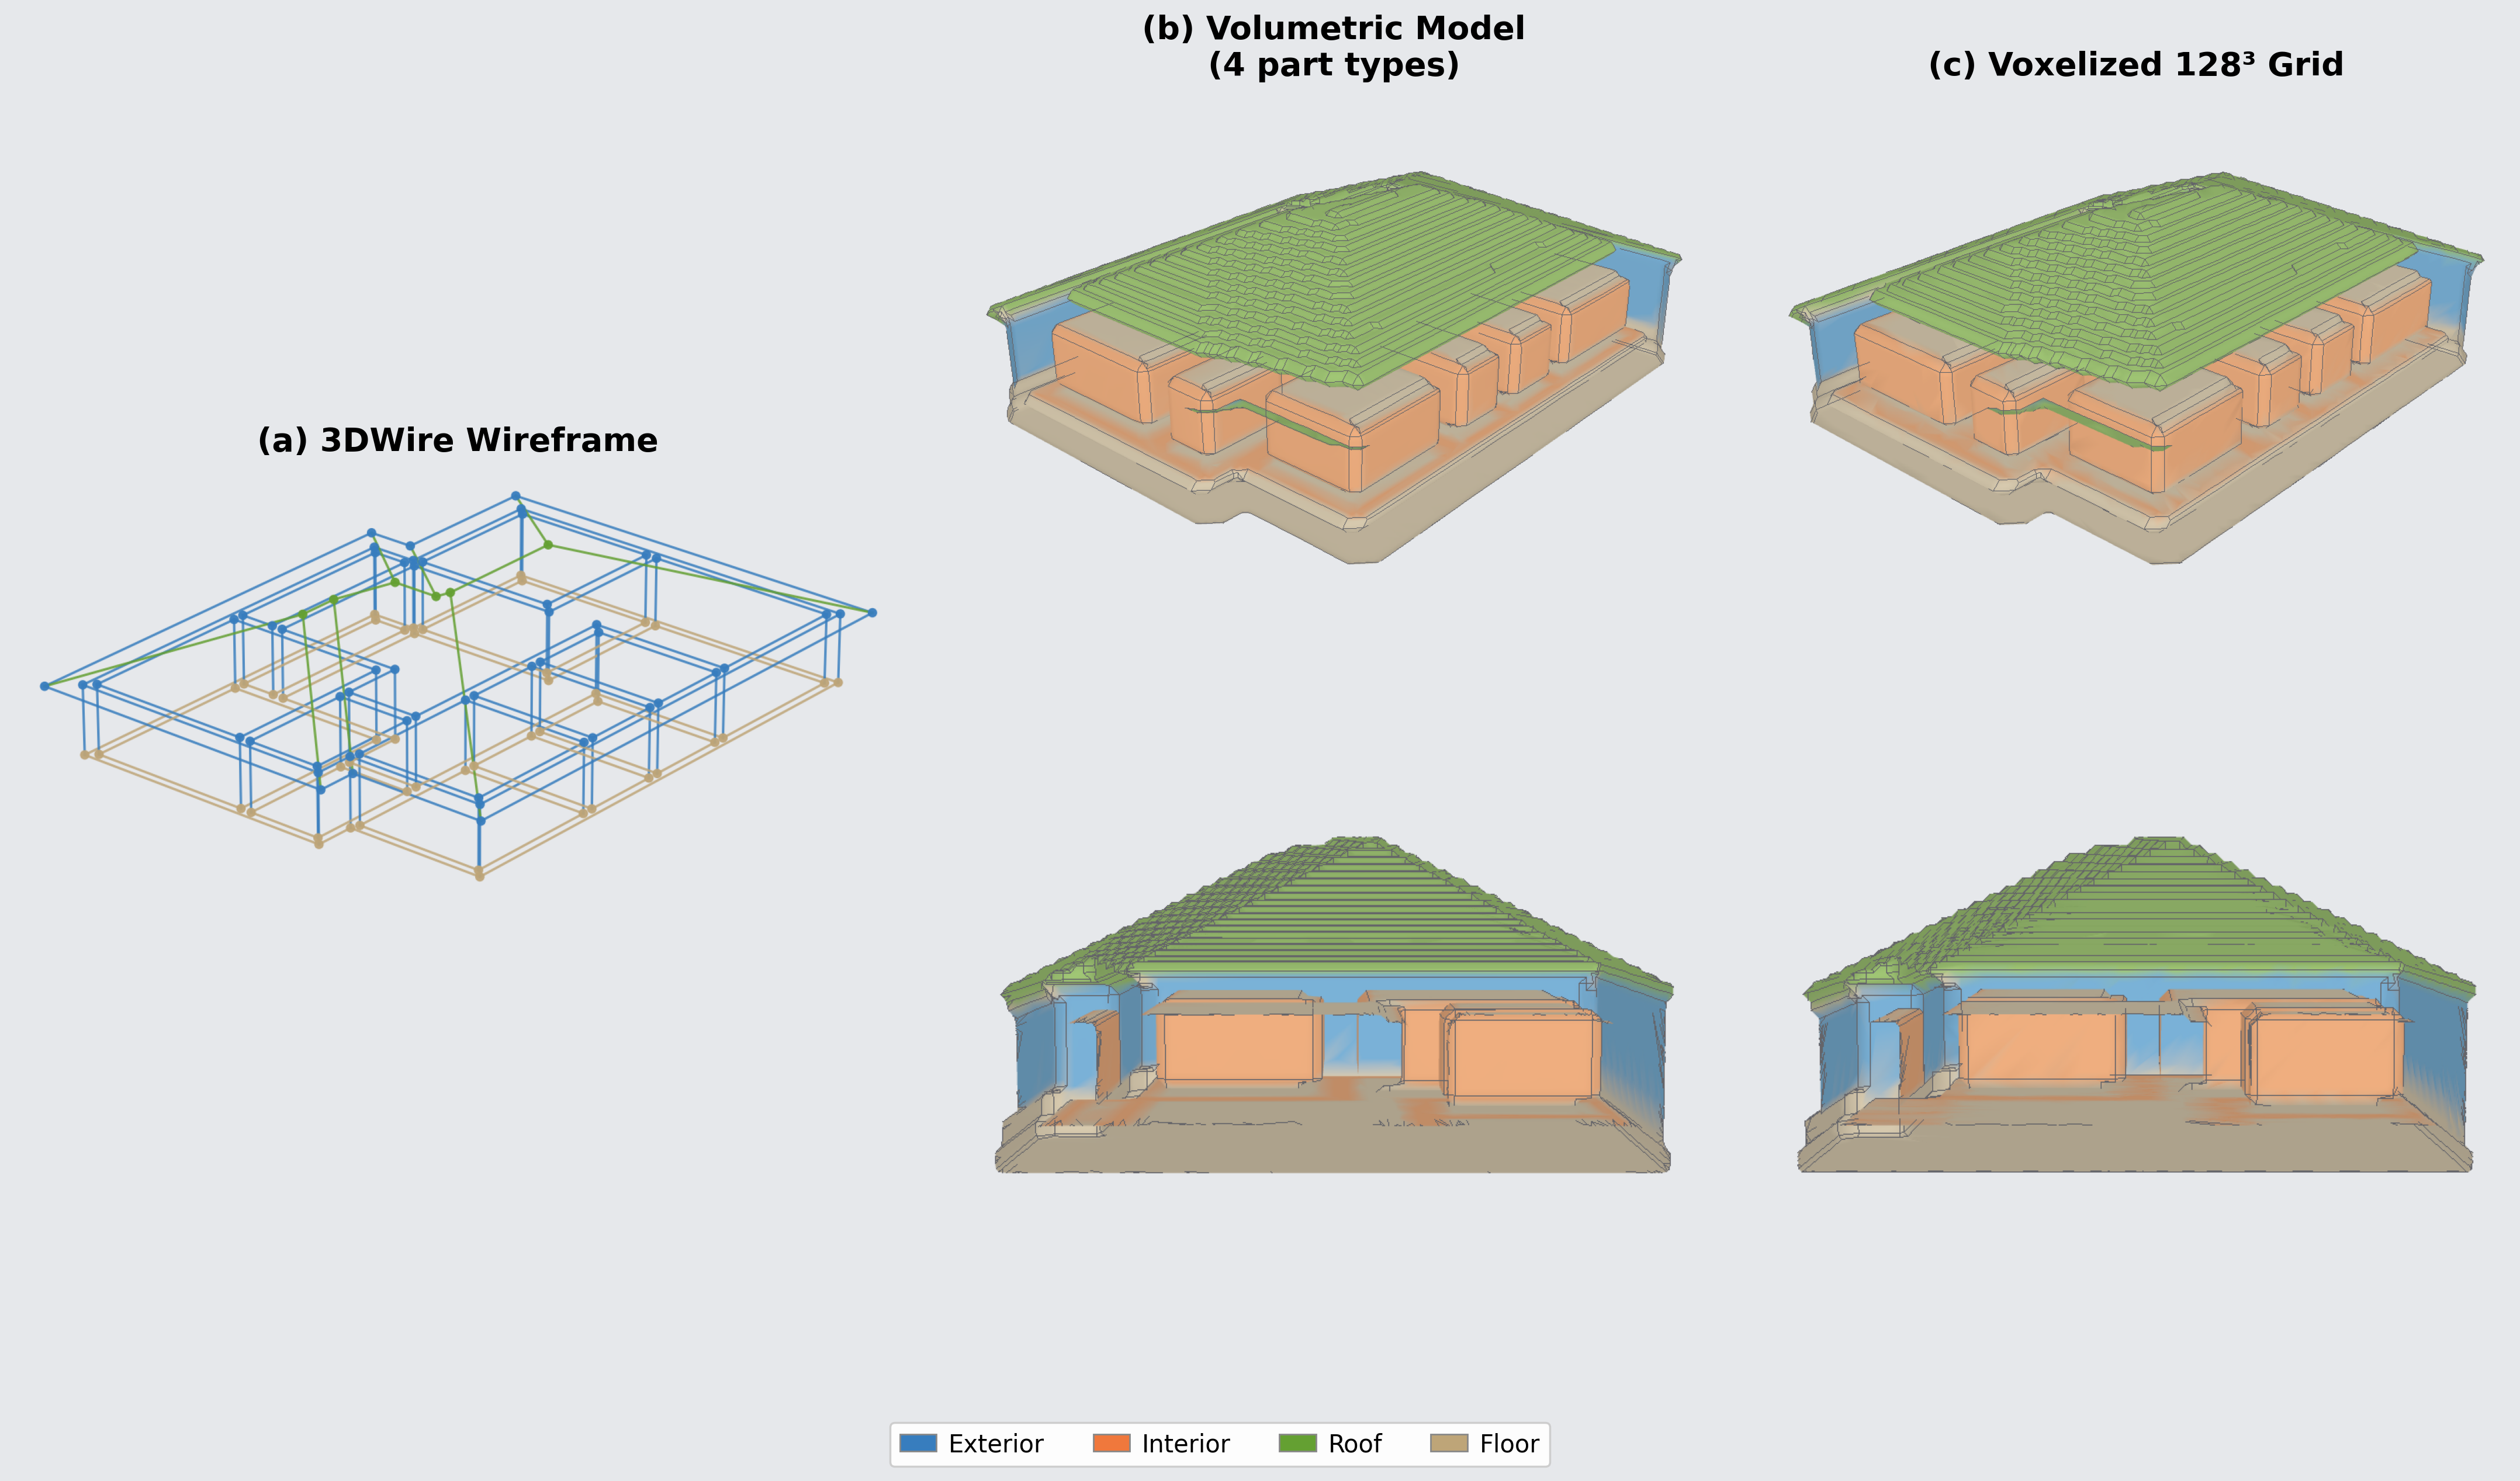 (a) 3DWire Wireframe
(b) Volumetric Model
(4 part types)
(c) Voxelized 128³ Grid
Exterior
Interior
Roof
Floor